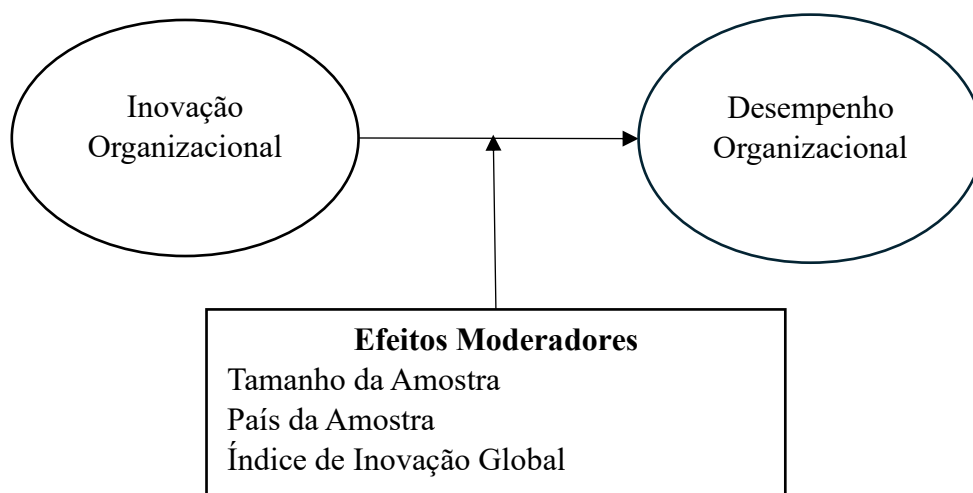 Inovação
Organizacional
Desempenho
Organizacional
Efeitos Moderadores
Tamanho da Amostra
País da Amostra
Índice de Inovação Global